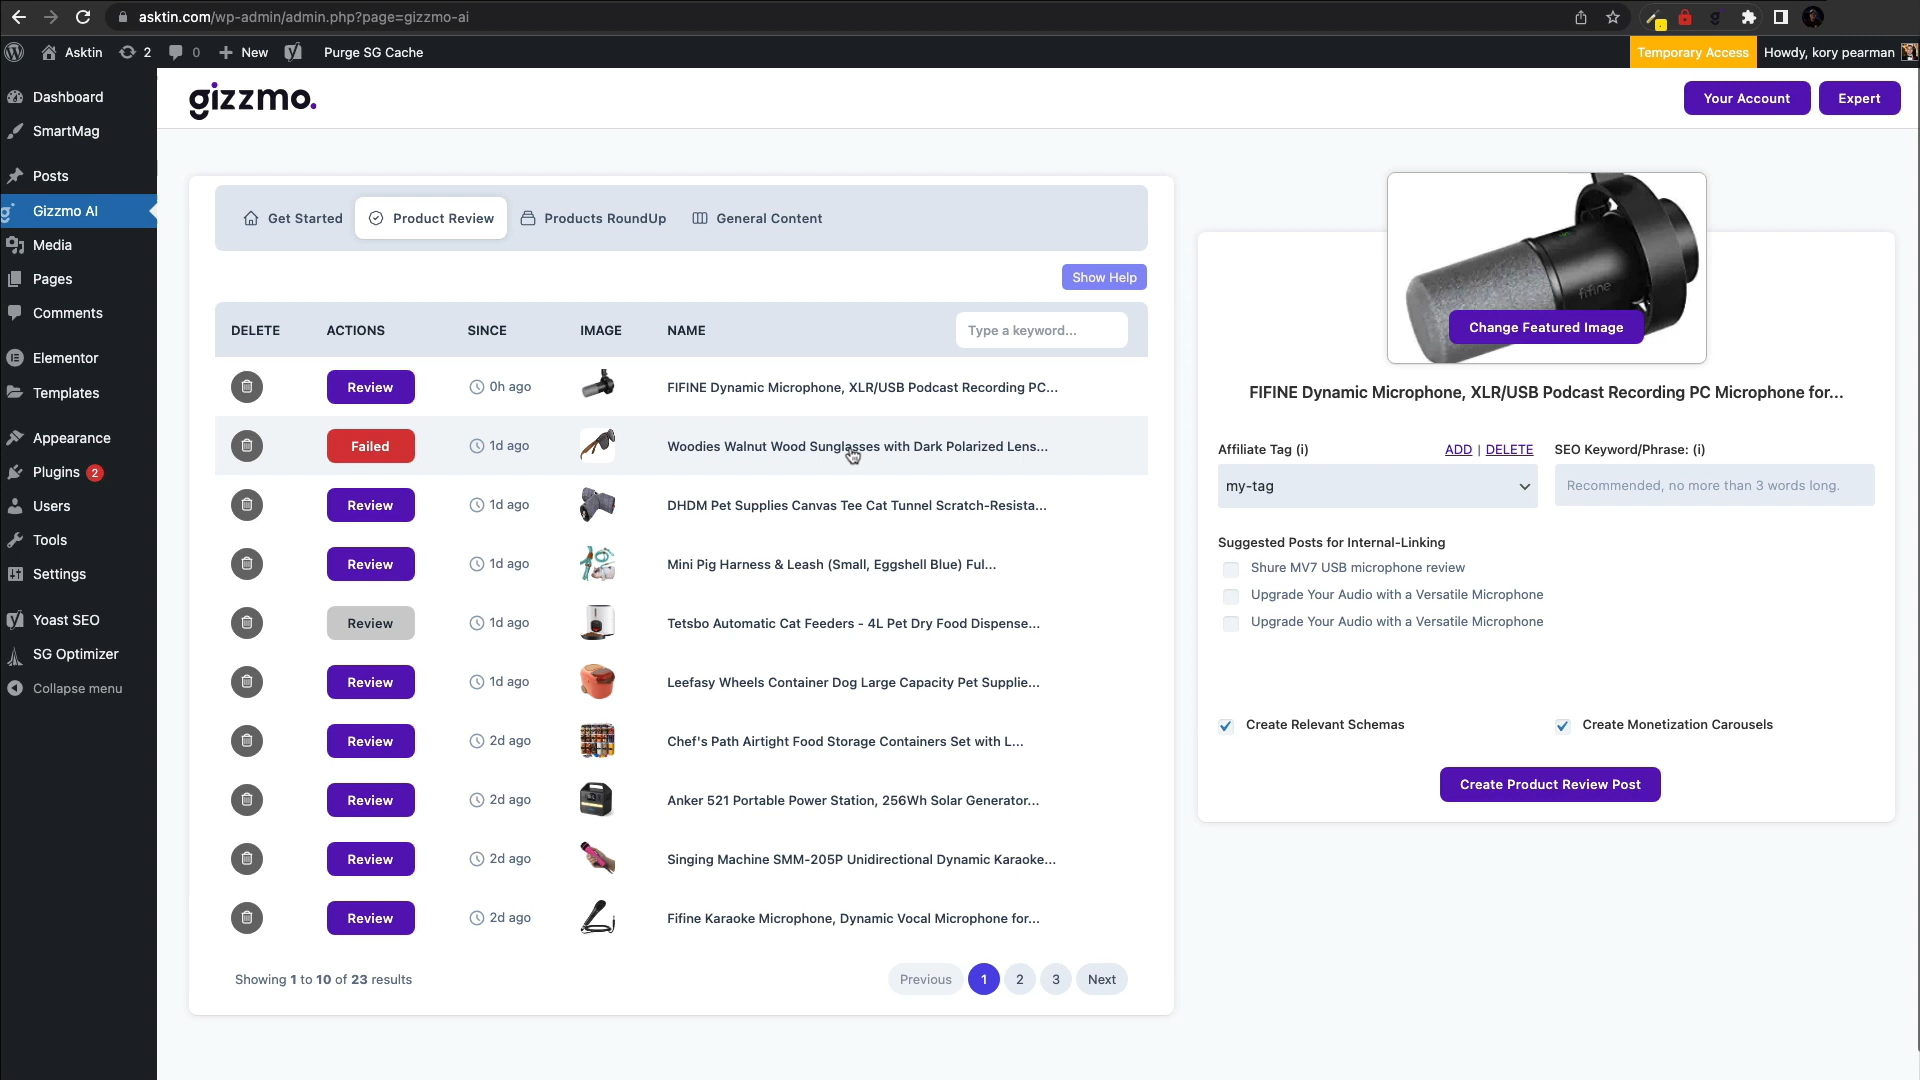 asktin.com/wp-admin/admin.php?page=gizzmo-ai
Asktin 2 0 New Purge SG Cache Temporary Access Howdy, kory pearman
Dashboard
SmartMag
Posts
Gizzmo AI
Media
Pages
Comments
Elementor
Templates
Appearance
Plugins 2
Users
Tools
Settings
Yoast SEO
SG Optimizer
Collapse menu
gizzmo.
Your Account Expert
Get Started Product Review Products RoundUp General Content
Show Help
DELETE ACTIONS SINCE IMAGE NAME Type a keyword...
Review 0h ago FIFINE Dynamic Microphone, XLR/USB Podcast Recording PC...
Failed 1d ago Woodies Walnut Wood Sunglasses with Dark Polarized Lens...
Review 1d ago DHDM Pet Supplies Canvas Tee Cat Tunnel Scratch-Resista...
Review 1d ago Mini Pig Harness & Leash (Small, Eggshell Blue) Ful...
Review 1d ago Tetsbo Automatic Cat Feeders - 4L Pet Dry Food Dispense...
Review 1d ago Leefasy Wheels Container Dog Large Capacity Pet Supplie...
Review 2d ago Chef's Path Airtight Food Storage Containers Set with L...
Review 2d ago Anker 521 Portable Power Station, 256Wh Solar Generator...
Review 2d ago Singing Machine SMM-205P Unidirectional Dynamic Karaoke...
Review 2d ago Fifine Karaoke Microphone, Dynamic Vocal Microphone for...
Showing 1 to 10 of 23 results
Previous 1 2 3 Next
fifine
Change Featured Image
FIFINE Dynamic Microphone, XLR/USB Podcast Recording PC Microphone for...
Affiliate Tag (i) ADD | DELETE SEO Keyword/Phrase: (i)
my-tag Recommended, no more than 3 words long.
Suggested Posts for Internal-Linking
Shure MV7 USB microphone review
Upgrade Your Audio with a Versatile Microphone
Upgrade Your Audio with a Versatile Microphone
Create Relevant Schemas Create Monetization Carousels
Create Product Review Post